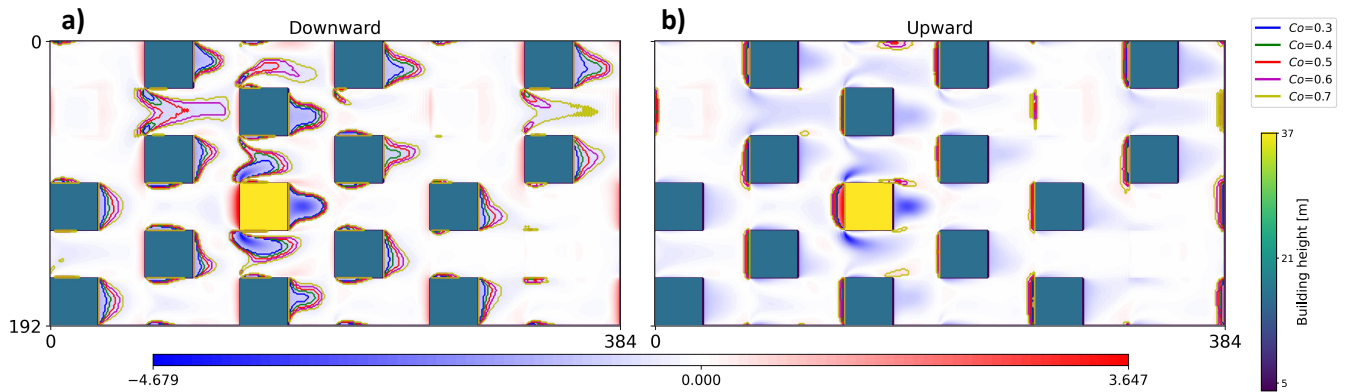 a)
Downward
b)
Upward
Co=0.3
Co=0.4
Co=0.5
Co=0.6
Co=0.7
0
192
0
384
0
384
37
21
5
Building height [m]
−4.679
0.000
3.647